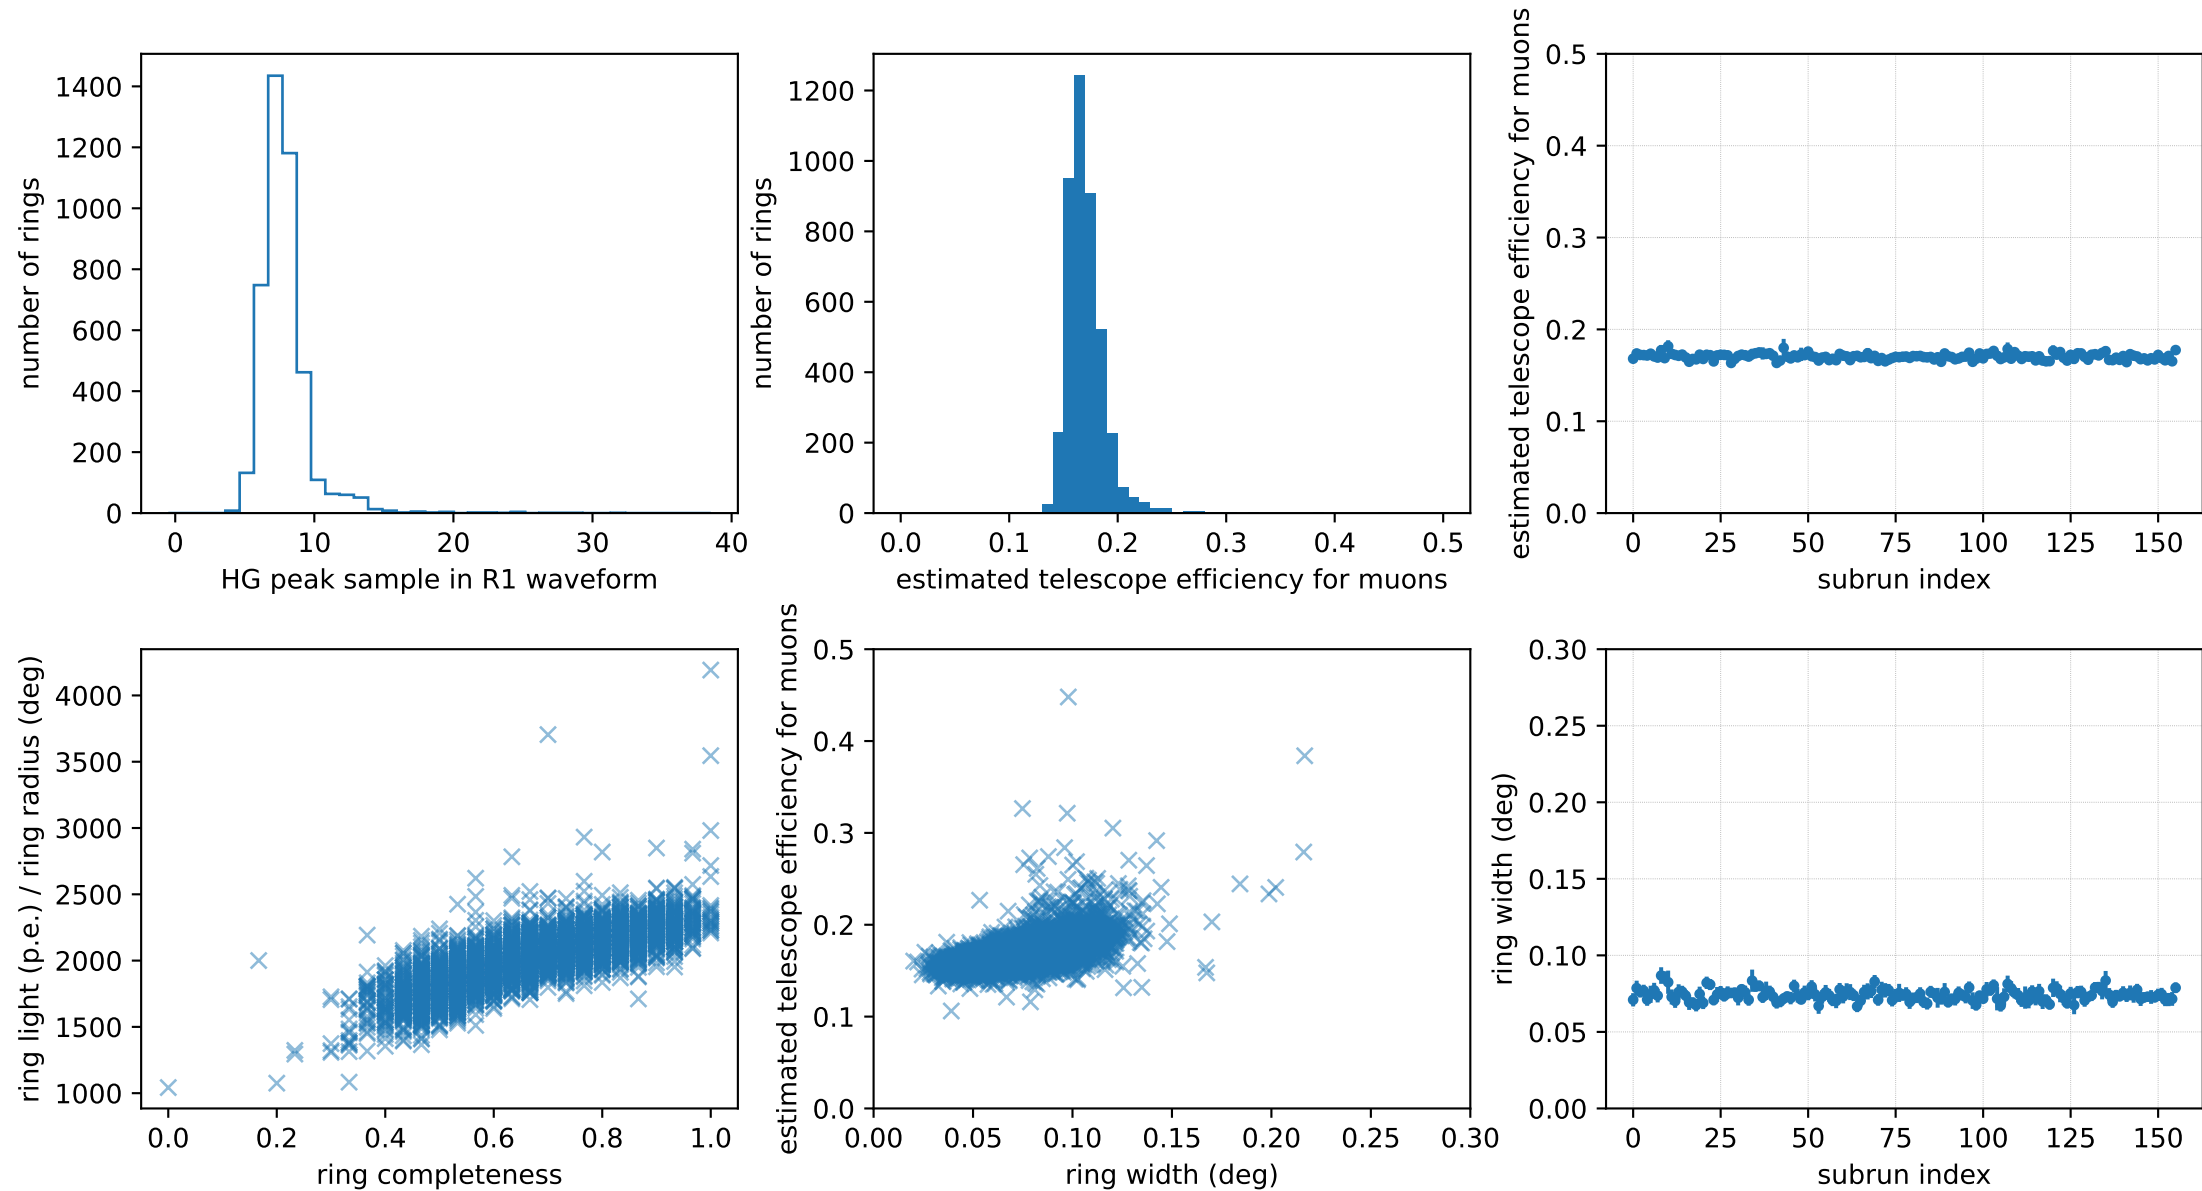 number of rings
1400
1200
1000
800
600
400
200
0
0 10 20 30 40
HG peak sample in R1 waveform
number of rings
1200
1000
800
600
400
200
0
0.0 0.1 0.2 0.3 0.4 0.5
estimated telescope efficiency for muons
estimated telescope efficiency for muons
0.5
0.4
0.3
0.2
0.1
0.0
0 25 50 75 100 125 150
subrun index
ring light (p.e.) / ring radius (deg)
4000
3500
3000
2500
2000
1500
1000
0.0 0.2 0.4 0.6 0.8 1.0
ring completeness
estimated telescope efficiency for muons
0.5
0.4
0.3
0.2
0.1
0.0
0.00 0.05 0.10 0.15 0.20 0.25 0.30
ring width (deg)
ring width (deg)
0.30
0.25
0.20
0.15
0.10
0.05
0.00
0 25 50 75 100 125 150
subrun index